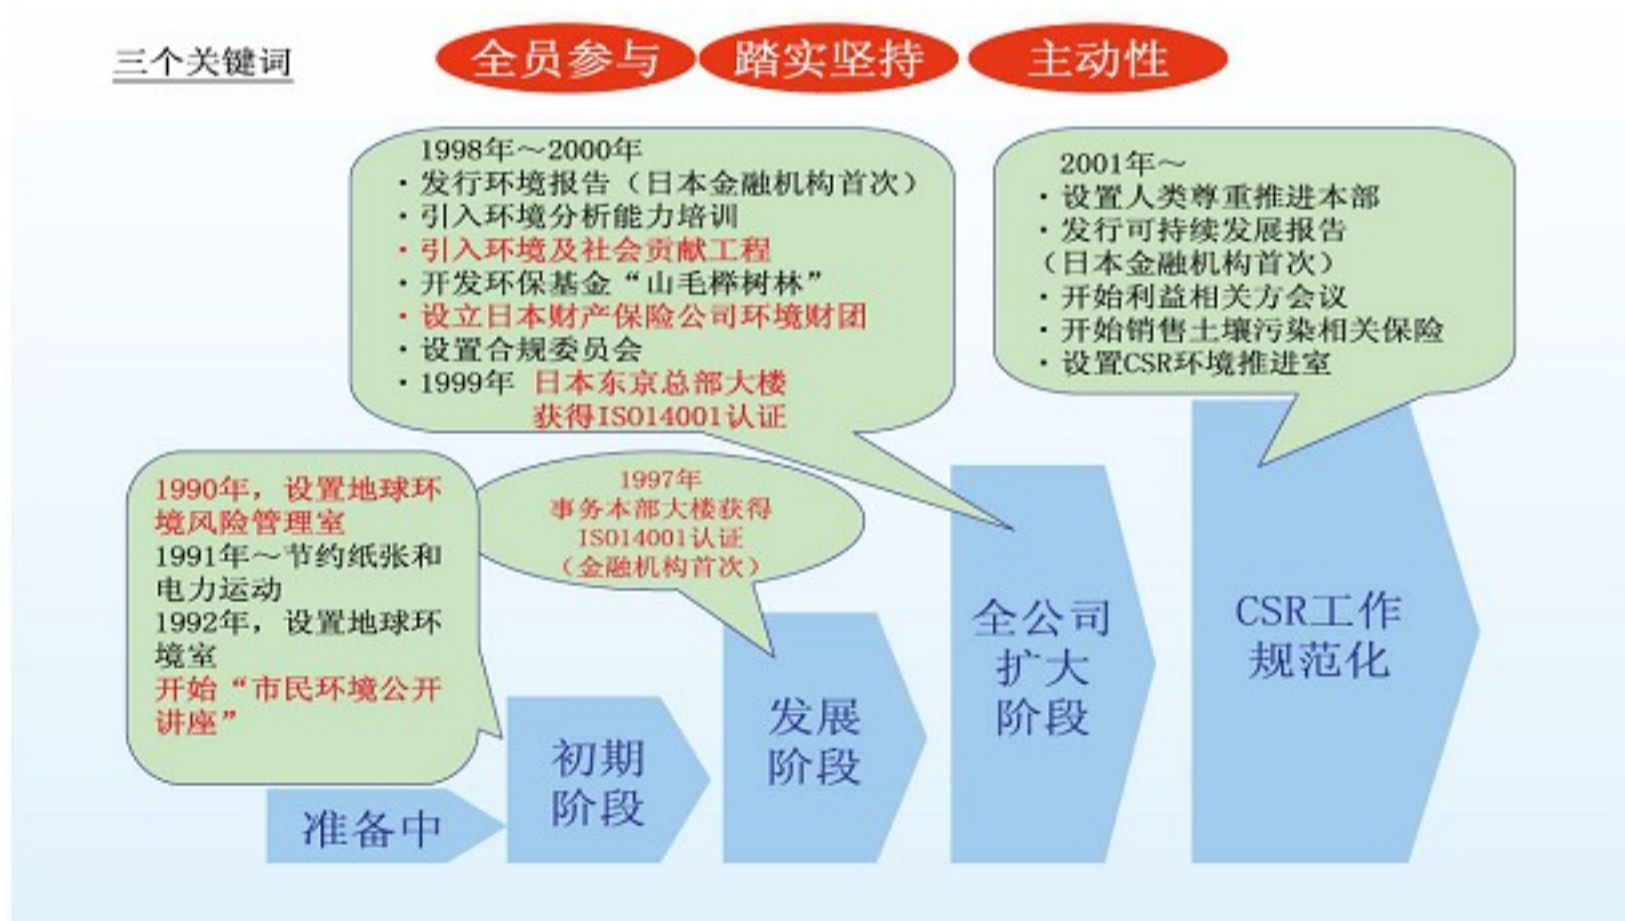 三个关键词
全员参与
踏实坚持
主动性
1998年～2000年
・发行环境报告（日本金融机构首次）
・引入环境分析能力培训
・引入环境及社会贡献工程
・开发环保基金“山毛榉树林”
・设立日本财产保险公司环境财团
・设置合规委员会
・1999年 日本东京总部大楼
获得ISO14001认证
2001年～
・设置人类尊重推进本部
・发行可持续发展报告
（日本金融机构首次）
・开始利益相关方会议
・开始销售土壤污染相关保险
・设置CSR环境推进室
1990年，设置地球环
境风险管理室
1991年～节约纸张和
电力运动
1992年，设置地球环
境室
开始“市民环境公开
讲座”
1997年
事务本部大楼获得
ISO14001认证
（金融机构首次）
准备中
初期
阶段
发展
阶段
全公司
扩大
阶段
CSR工作
规范化